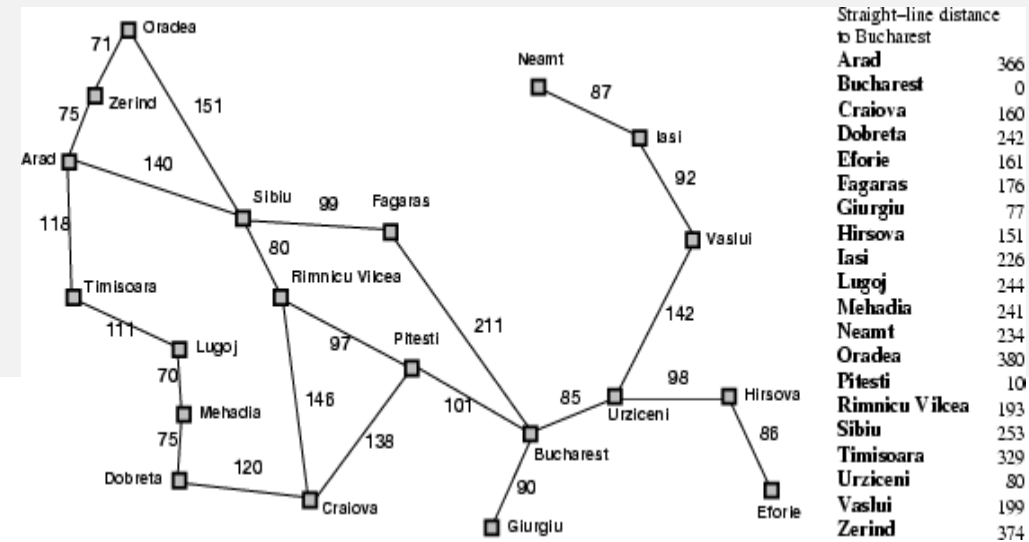 Oradea
71
Neamt
Zerind
87
75
151
Iasi
Arad
140
92
Sibiu
Fagaras
99
118
80
Vaslui
Timisoara
Rimnicu Vilcea
142
111
211
Lugoj
97
Pitesti
70
98
Hirsova
146
85
101
Urziceni
Mehadia
86
75
138
Bucharest
120
90
Dobreta
Craiova
Eforie
Giurgiu
Straight-line distance
to Bucharest
Arad 366
Bucharest 0
Craiova 160
Dobreta 242
Eforie 161
Fagaras 176
Giurgiu 77
Hirsova 151
Iasi 226
Lugoj 244
Mehadia 241
Neamt 234
Oradea 380
Pitesti 10
Rimnicu Vilcea 193
Sibiu 253
Timisoara 329
Urziceni 80
Vaslui 199
Zerind 374